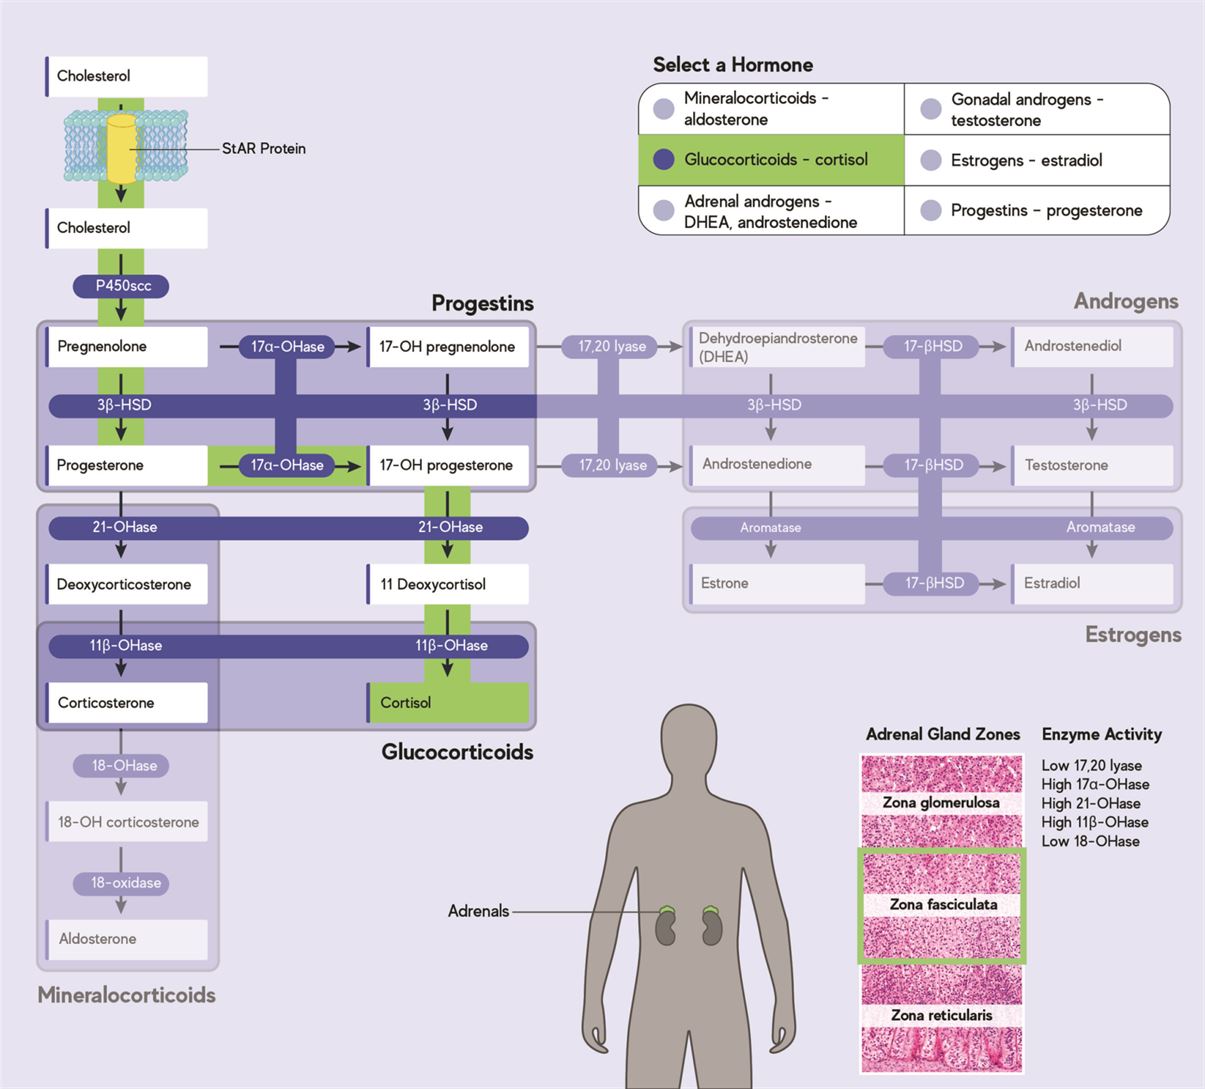 Cholesterol
StAR Protein
Cholesterol
P450scc
Select a Hormone
Mineralocorticoids -
aldosterone
Gonadal androgens -
testosterone
Glucocorticoids - cortisol
Estrogens - estradiol
Adrenal androgens -
DHEA, androstenedione
Progestins - progesterone
Progestins
Androgens
Pregnenolone
17α-OHase
17-OH pregnenolone
17,20 lyase
Dehydroepiandrosterone
(DHEA)
17-βHSD
Androstenediol
3β-HSD
3β-HSD
3β-HSD
3β-HSD
Progesterone
17α-OHase
17-OH progesterone
17,20 lyase
Androstenedione
17-βHSD
Testosterone
21-OHase
21-OHase
Aromatase
Aromatase
Deoxycorticosterone
11 Deoxycortisol
Estrone
17-βHSD
Estradiol
Estrogens
11β-OHase
11β-OHase
Corticosterone
Cortisol
Glucocorticoids
18-OHase
18-OH corticosterone
18-oxidase
Aldosterone
Mineralocorticoids
Adrenals
Adrenal Gland Zones
Zona glomerulosa
Zona fasciculata
Zona reticularis
Enzyme Activity
Low 17,20 lyase
High 17α-OHase
High 21-OHase
High 11β-OHase
Low 18-OHase